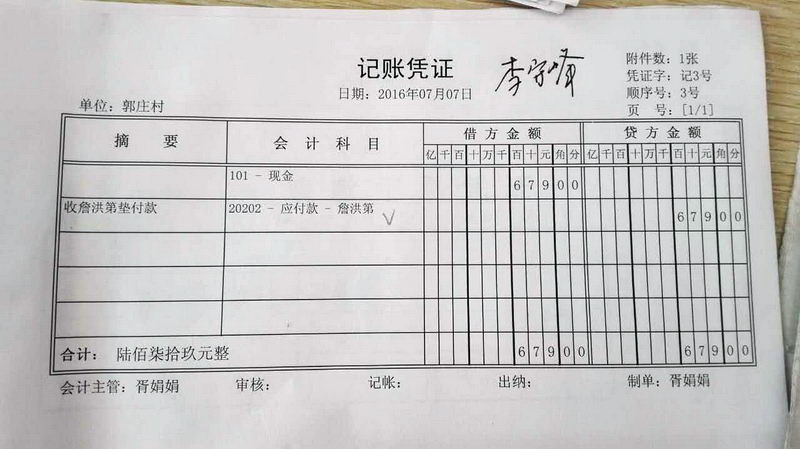 记账凭证
李宇峰
附件数：1张
凭证字：记3号
日期：2016年07月07日
顺序号：3号
单位：郭庄村
页 号：[1/1]
摘 要 会 计 科 目 借 方 金 额 贷 方 金 额
亿千百十万千百十元角分 亿千百十万千百十元角分
101 - 现金 67900
收詹洪第垫付款 20202 - 应付款 - 詹洪第 67900
合计： 陆佰柒拾玖元整 67900 67900
会计主管：胥娟娟 审核： 记帐： 出纳： 制单：胥娟娟